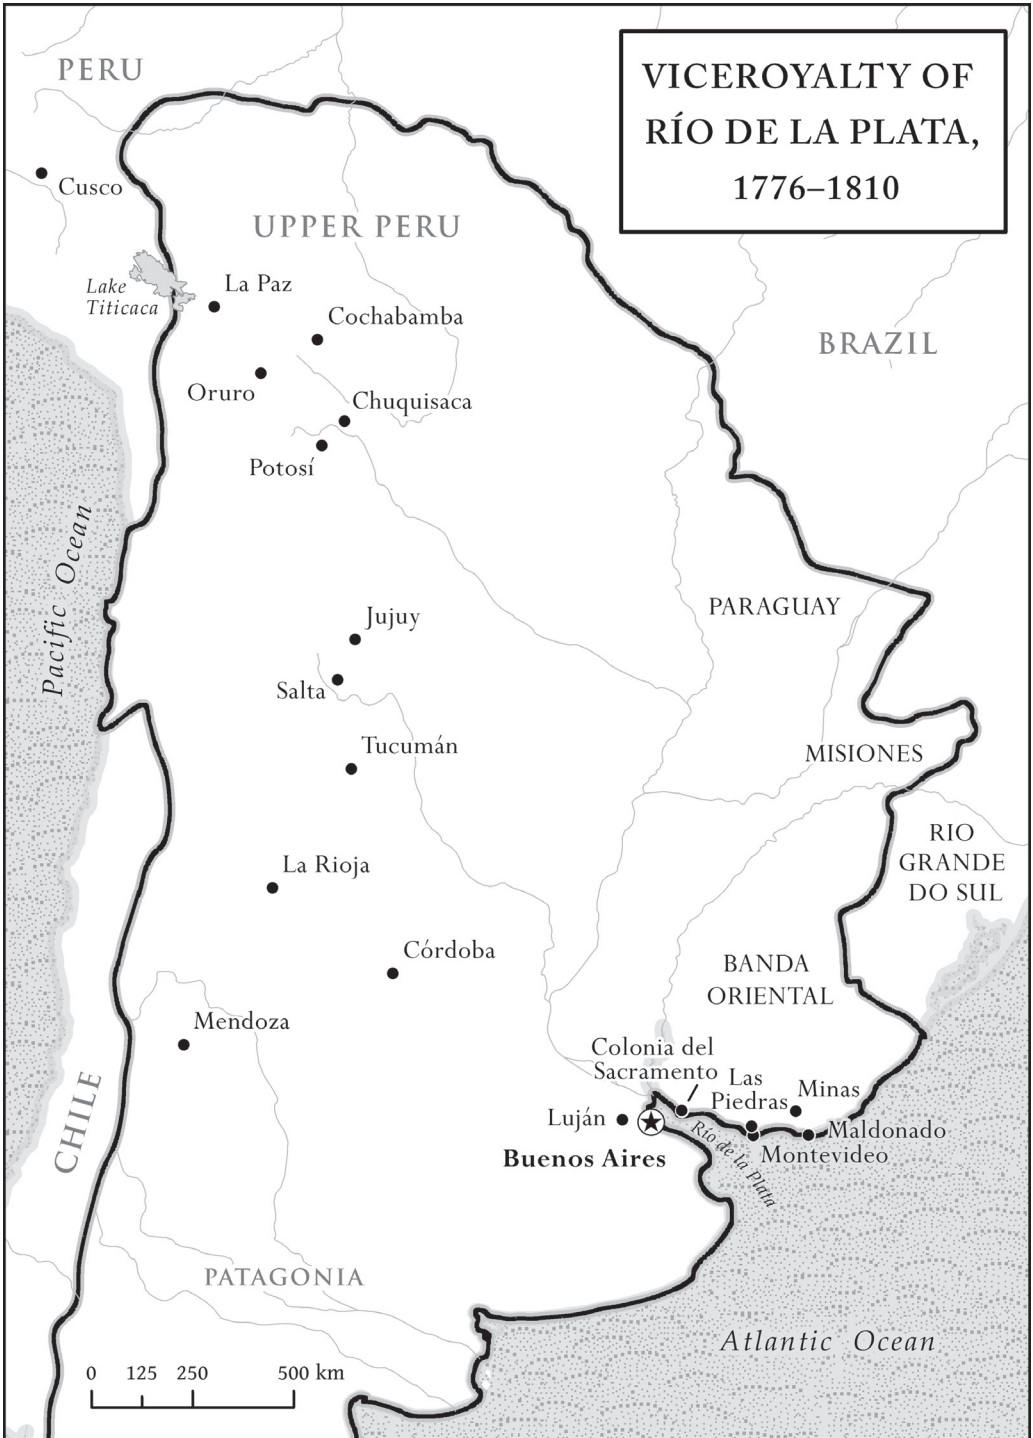 VICEROYALTY OF
RÍO DE LA PLATA,
1776–1810
PERU
Cusco
UPPER PERU
Lake
Titicaca
La Paz
Cochabamba
BRAZIL
Oruro
Chuquisaca
Potosí
Pacific Ocean
Jujuy
PARAGUAY
Salta
Tucumán
MISIONES
La Rioja
RIO
GRANDE
DO SUL
Córdoba
BANDA
ORIENTAL
Mendoza
Colonia del
Sacramento
Las
Piedras
Minas
CHILE
Luján
Maldonado
Buenos Aires
Río de la Plata
Montevideo
PATAGONIA
Atlantic Ocean
0 125 250 500 km